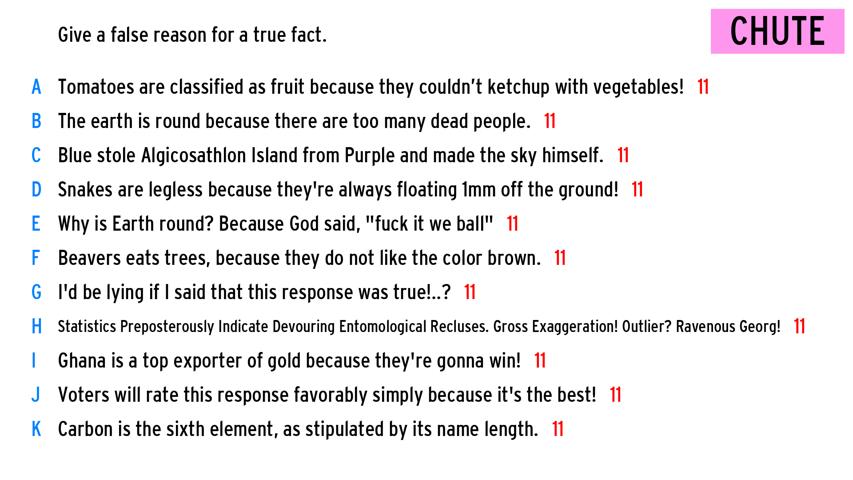 Give a false reason for a true fact.
CHUTE
A Tomatoes are classified as fruit because they couldn't ketchup with vegetables! 11
B The earth is round because there are too many dead people. 11
C Blue stole Algicosathlon Island from Purple and made the sky himself. 11
D Snakes are legless because they're always floating 1mm off the ground! 11
E Why is Earth round? Because God said, "fuck it we ball" 11
F Beavers eats trees, because they do not like the color brown. 11
G I'd be lying if I said that this response was true!..? 11
H Statistics Preposterously Indicate Devouring Entomological Recluses. Gross Exaggeration! Outlier? Ravenous Georg! 11
I Ghana is a top exporter of gold because they're gonna win! 11
J Voters will rate this response favorably simply because it's the best! 11
K Carbon is the sixth element, as stipulated by its name length. 11